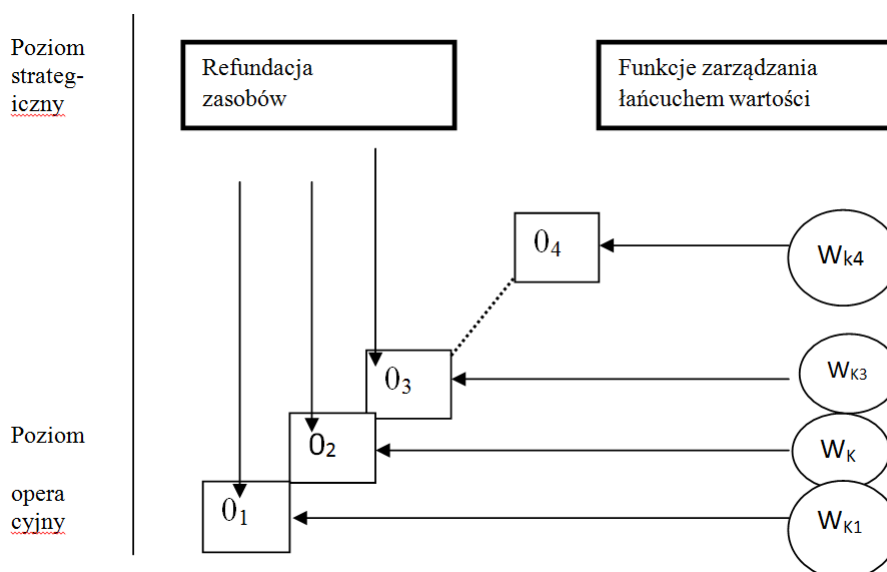 Poziom
strateg-
iczny
Refundacja
zasobów
Funkcje zarządzania
łańcuchem wartości
0₄
Wk4
0₃
WK3
Poziom
0₂
WK
opera
cyjny
0₁
WK1